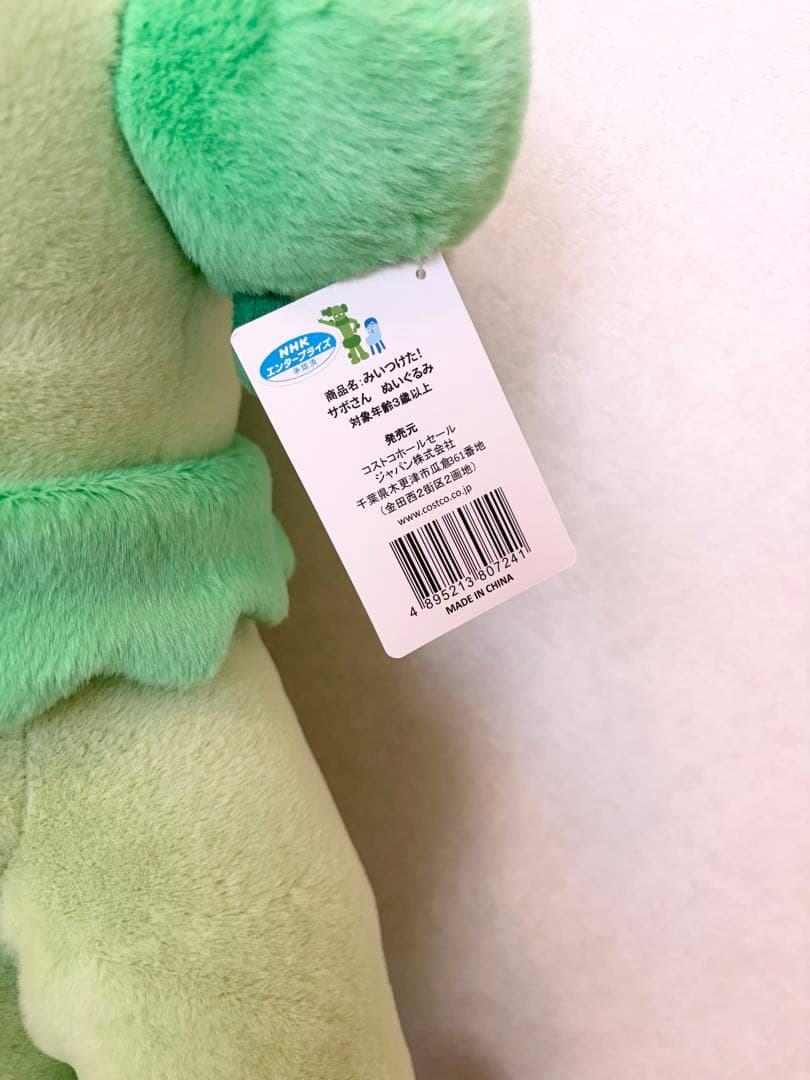 NHK
エンタープライズ
承認済
商品名:みいつけた!
サボさん ぬいぐるみ
対象年齢3歳以上
発売元
コストコホールセール
ジャパン株式会社
千葉県木更津市瓜倉361番地
(金田西2街区2画地)
www.costco.co.jp
4 895213 807241
MADE IN CHINA